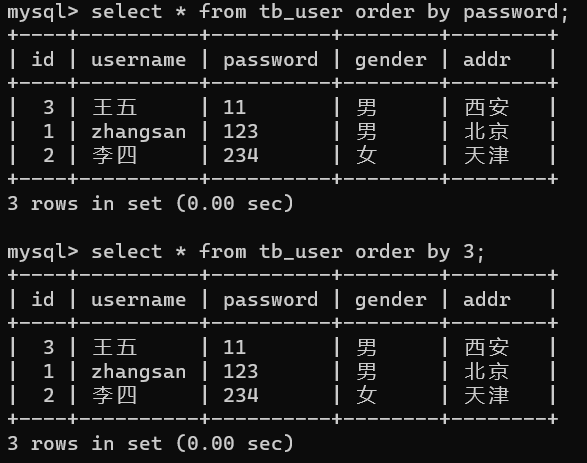 mysql> select * from tb_user order by password;
+----+----------+----------+--------+--------+
| id | username | password | gender | addr   |
+----+----------+----------+--------+--------+
|  3 | 王五     | 11       | 男     | 西安   |
|  1 | zhangsan | 123      | 男     | 北京   |
|  2 | 李四     | 234      | 女     | 天津   |
+----+----------+----------+--------+--------+
3 rows in set (0.00 sec)

mysql> select * from tb_user order by 3;
+----+----------+----------+--------+--------+
| id | username | password | gender | addr   |
+----+----------+----------+--------+--------+
|  3 | 王五     | 11       | 男     | 西安   |
|  1 | zhangsan | 123      | 男     | 北京   |
|  2 | 李四     | 234      | 女     | 天津   |
+----+----------+----------+--------+--------+
3 rows in set (0.00 sec)